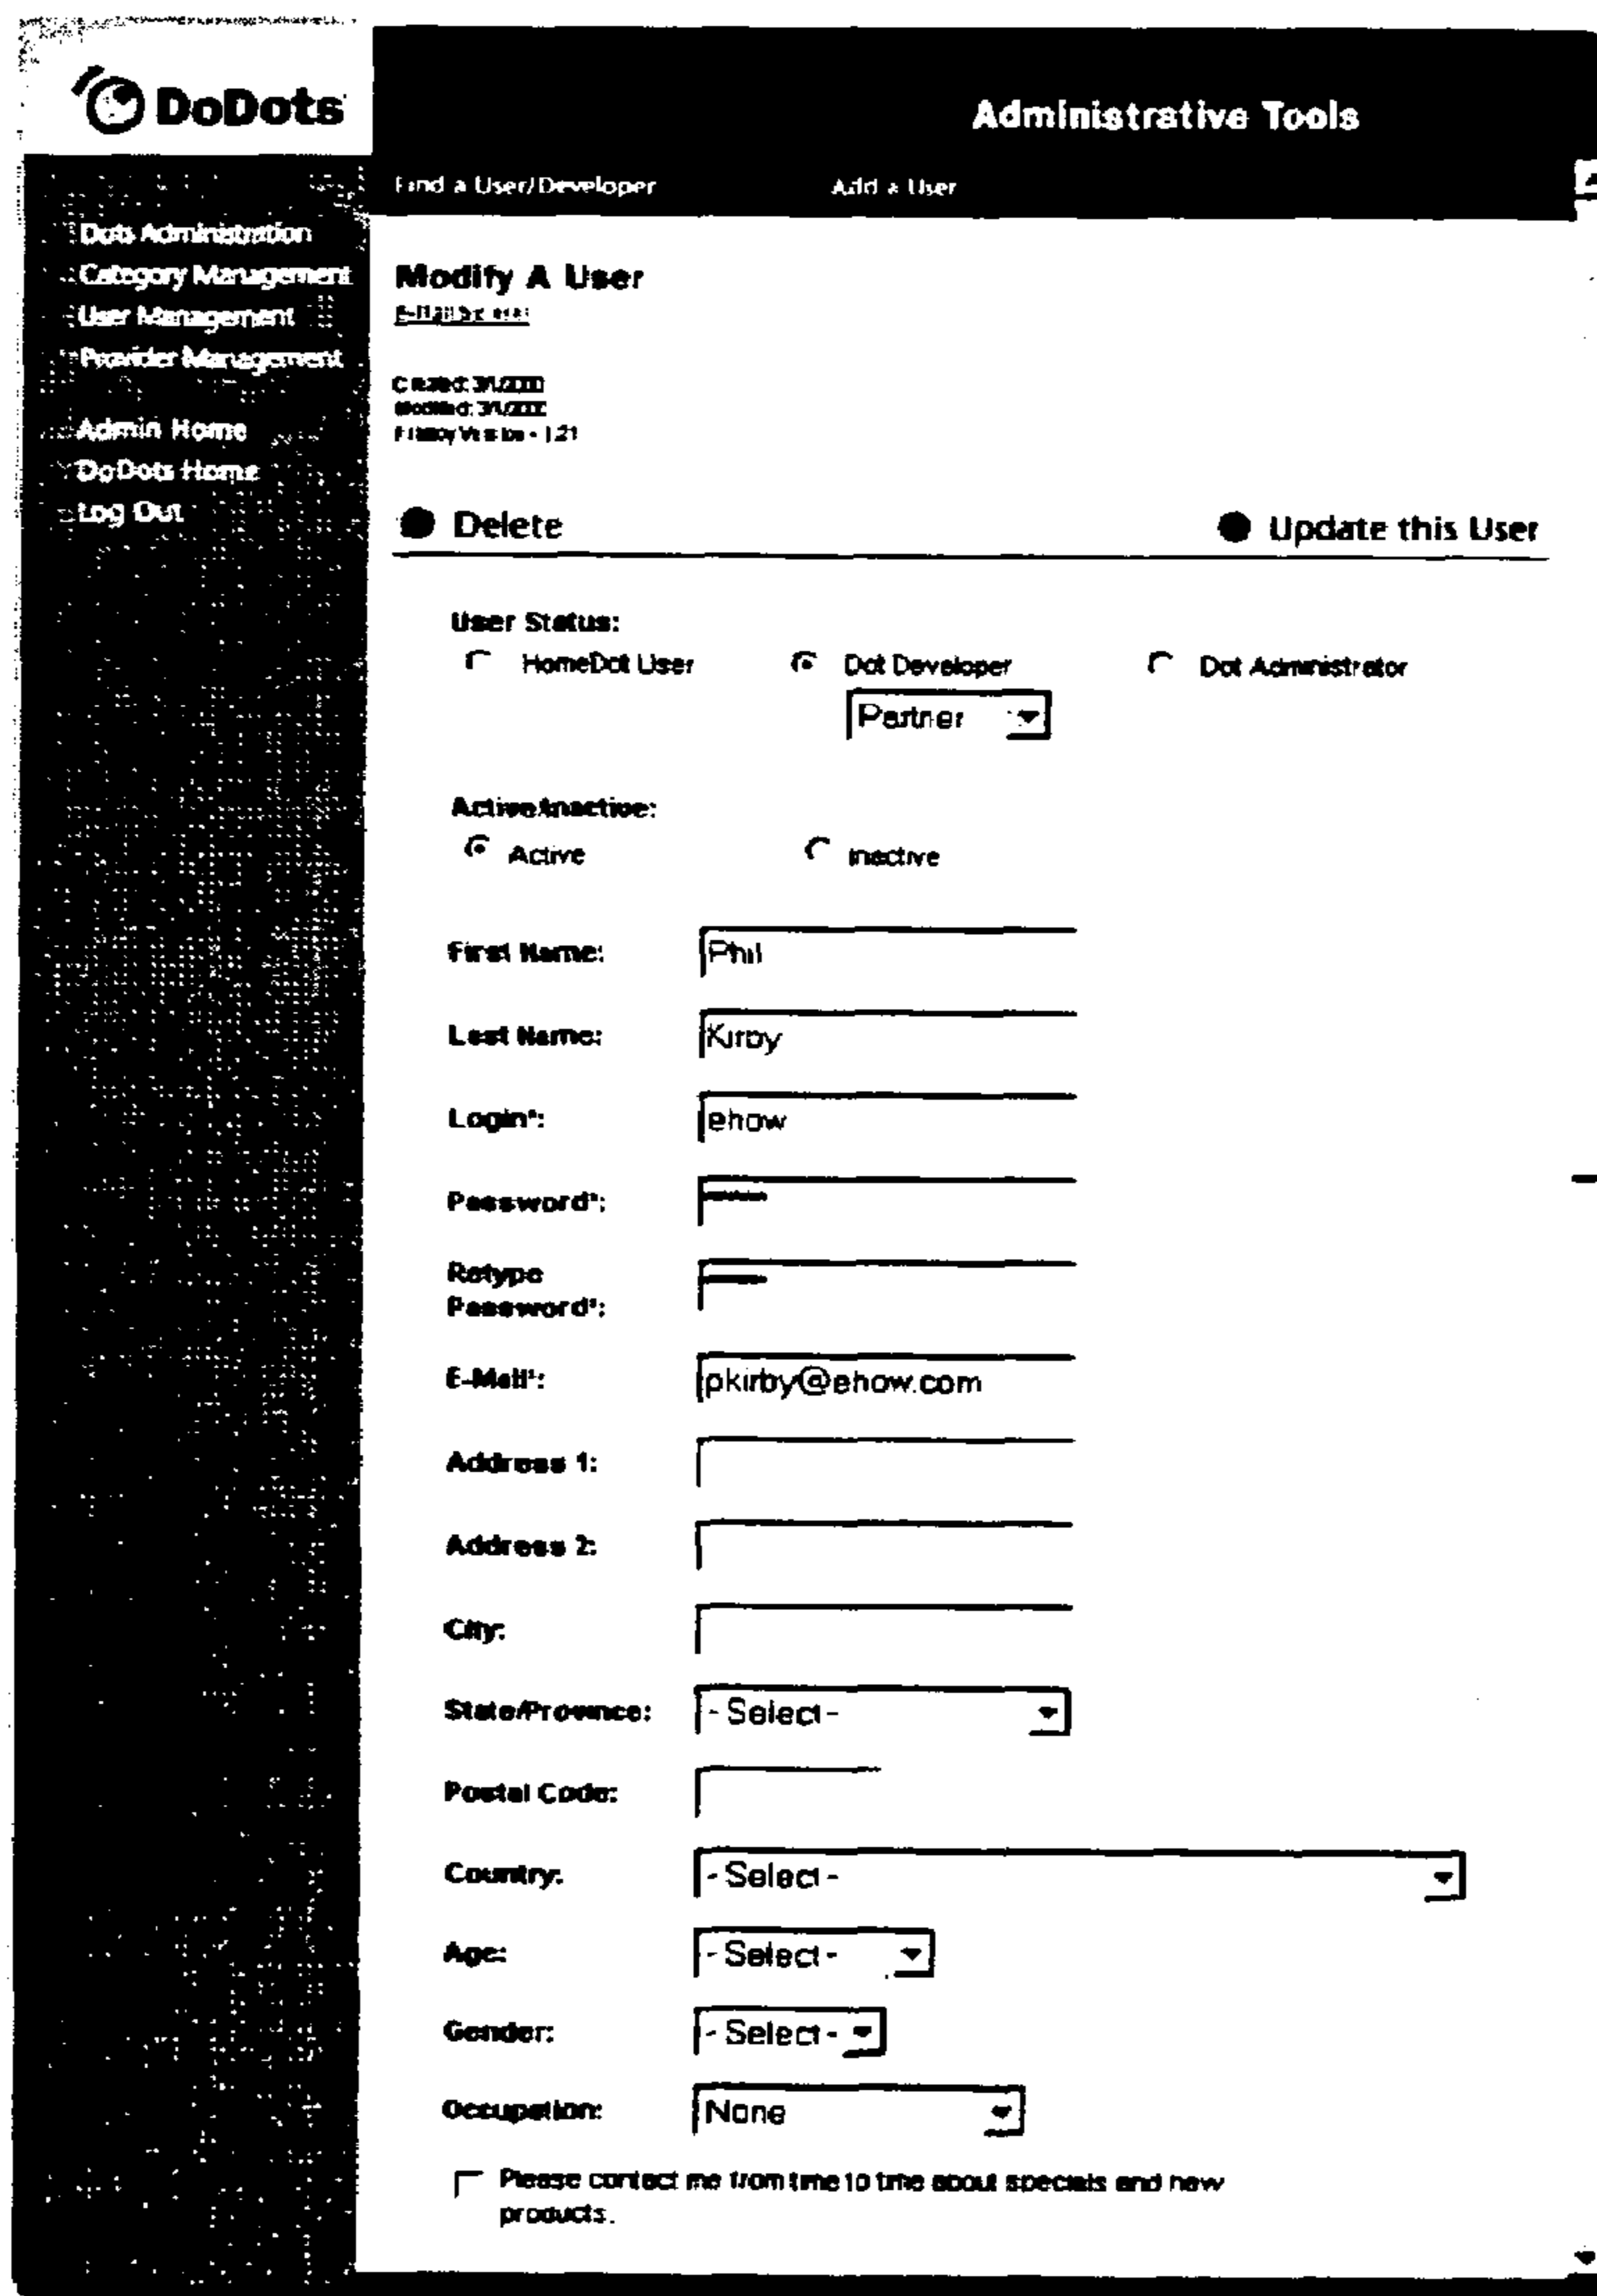 DoDots
Administrative Tools
Find a User/Developer Add a User
Dots Administration
Category Management
User Management
Provider Management
Admin Home
DoDots Home
Log Out
Modify A User
Created:
Modified:
1.21
Delete Update this User
User Status:
HomeDot User Dot Developer Dot Administrator
Partner
Active/Inactive:
Active Inactive
First Name: Phil
Last Name: Kirby
Login*: ehow
Password*:
Retype
Password*:
E-Mail*: pkirby@ehow.com
Address 1:
Address 2:
City:
State/Province: - Select -
Postal Code:
Country: - Select -
Age: - Select -
Gender: - Select -
Occupation: None
Please contact me from time to time about specials and new
products.